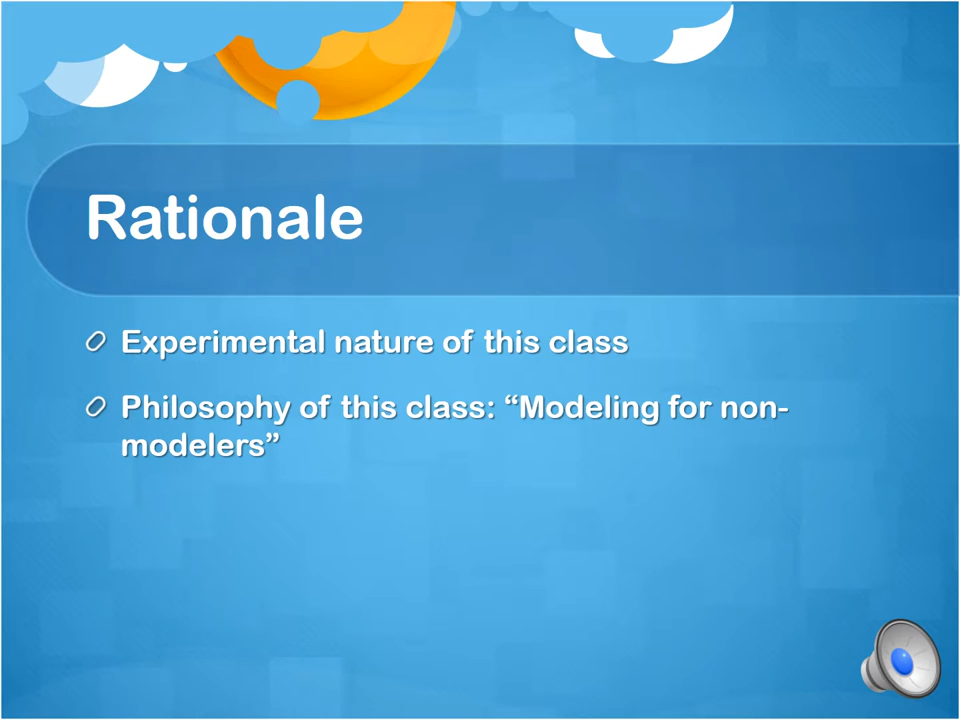 Rationale
Experimental nature of this class
Philosophy of this class: “Modeling for non-
modelers”